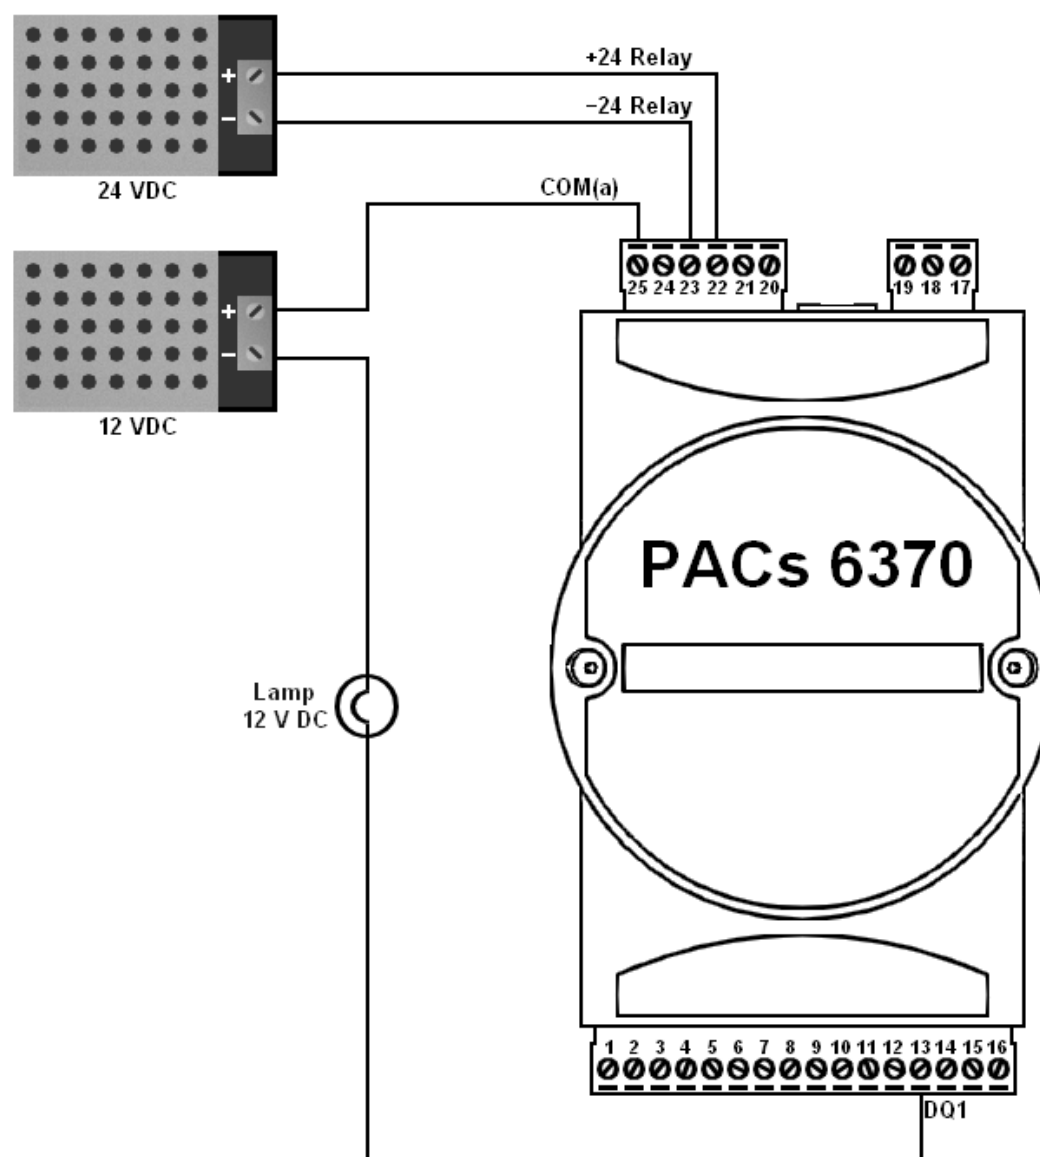 +24 Relay
−24 Relay
+
−
24 VDC
COM(a)
25 24 23 22 21 20
19 18 17
+
−
12 VDC
PACs 6370
Lamp
12 V DC
1 2 3 4 5 6 7 8 9 10 11 12 13 14 15 16
DQ1